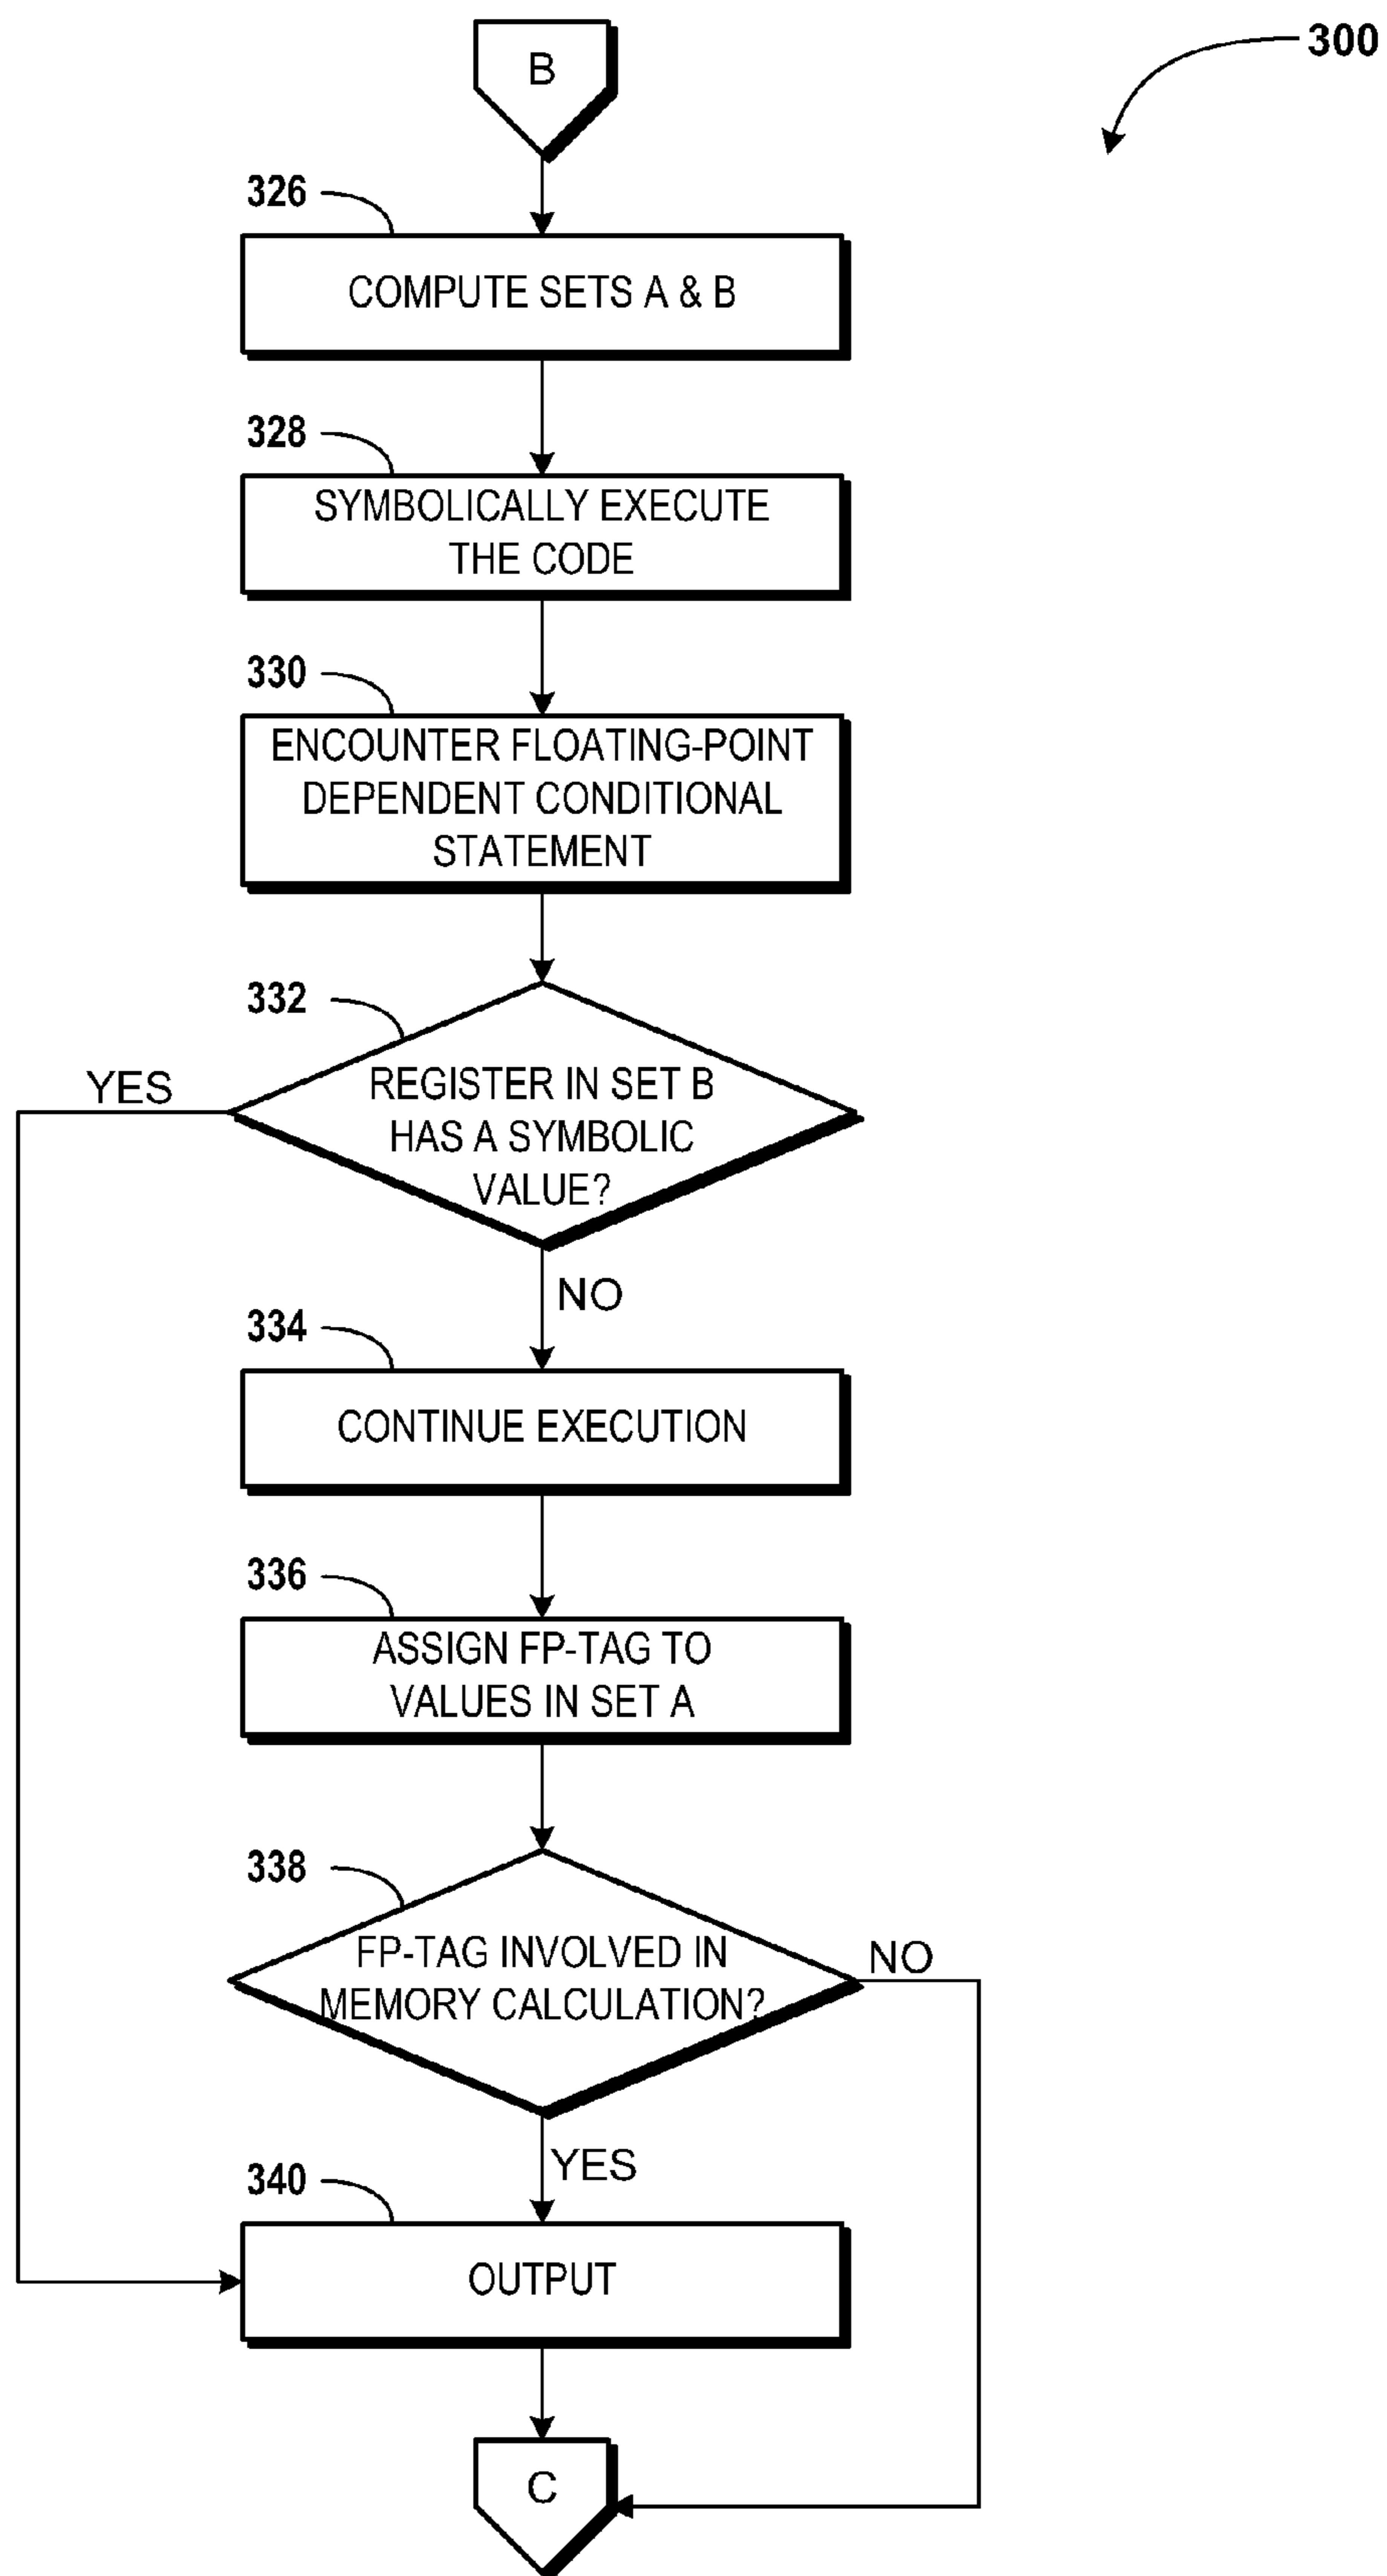 B
300
326
COMPUTE SETS A & B
328
SYMBOLICALLY EXECUTE
THE CODE
330
ENCOUNTER FLOATING-POINT
DEPENDENT CONDITIONAL
STATEMENT
332
YES
REGISTER IN SET B
HAS A SYMBOLIC
VALUE?
NO
334
CONTINUE EXECUTION
336
ASSIGN FP-TAG TO
VALUES IN SET A
338
FP-TAG INVOLVED IN
MEMORY CALCULATION?
NO
YES
340
OUTPUT
C